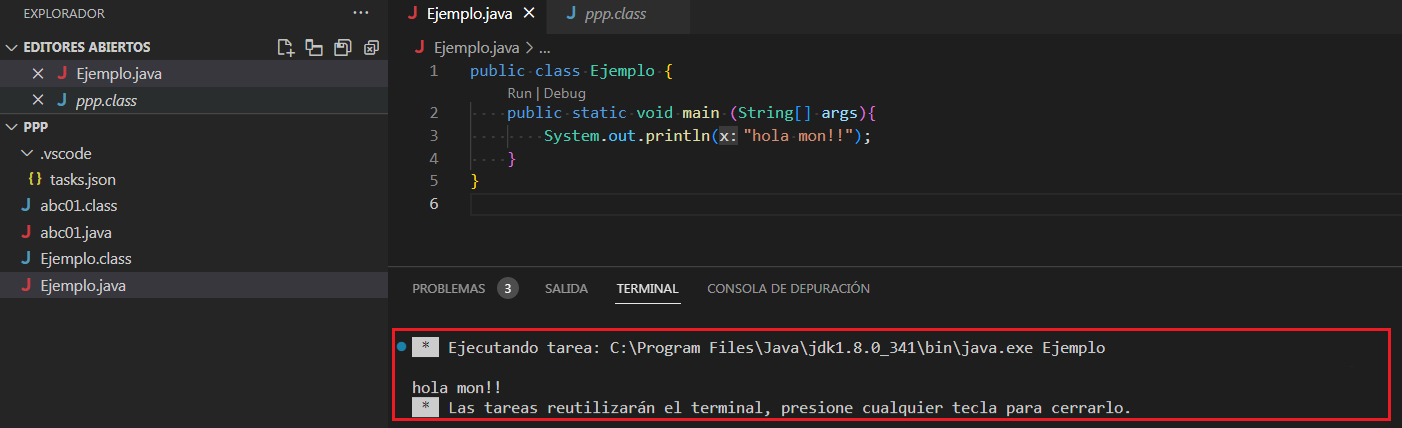 EXPLORADOR ...
EDITORES ABIERTOS
J Ejemplo.java
J ppp.class
PPP
.vscode
{} tasks.json
J abc01.class
J abc01.java
J Ejemplo.class
J Ejemplo.java
J Ejemplo.java J ppp.class
J Ejemplo.java > ...
1 public class Ejemplo {
Run | Debug
2 public static void main (String[] args){
3 System.out.println(x: "hola mon!!");
4 }
5 }
6
PROBLEMAS 3 SALIDA TERMINAL CONSOLA DE DEPURACIÓN
* Ejecutando tarea: C:\Program Files\Java\jdk1.8.0_341\bin\java.exe Ejemplo
hola mon!!
* Las tareas reutilizarán el terminal, presione cualquier tecla para cerrarlo.